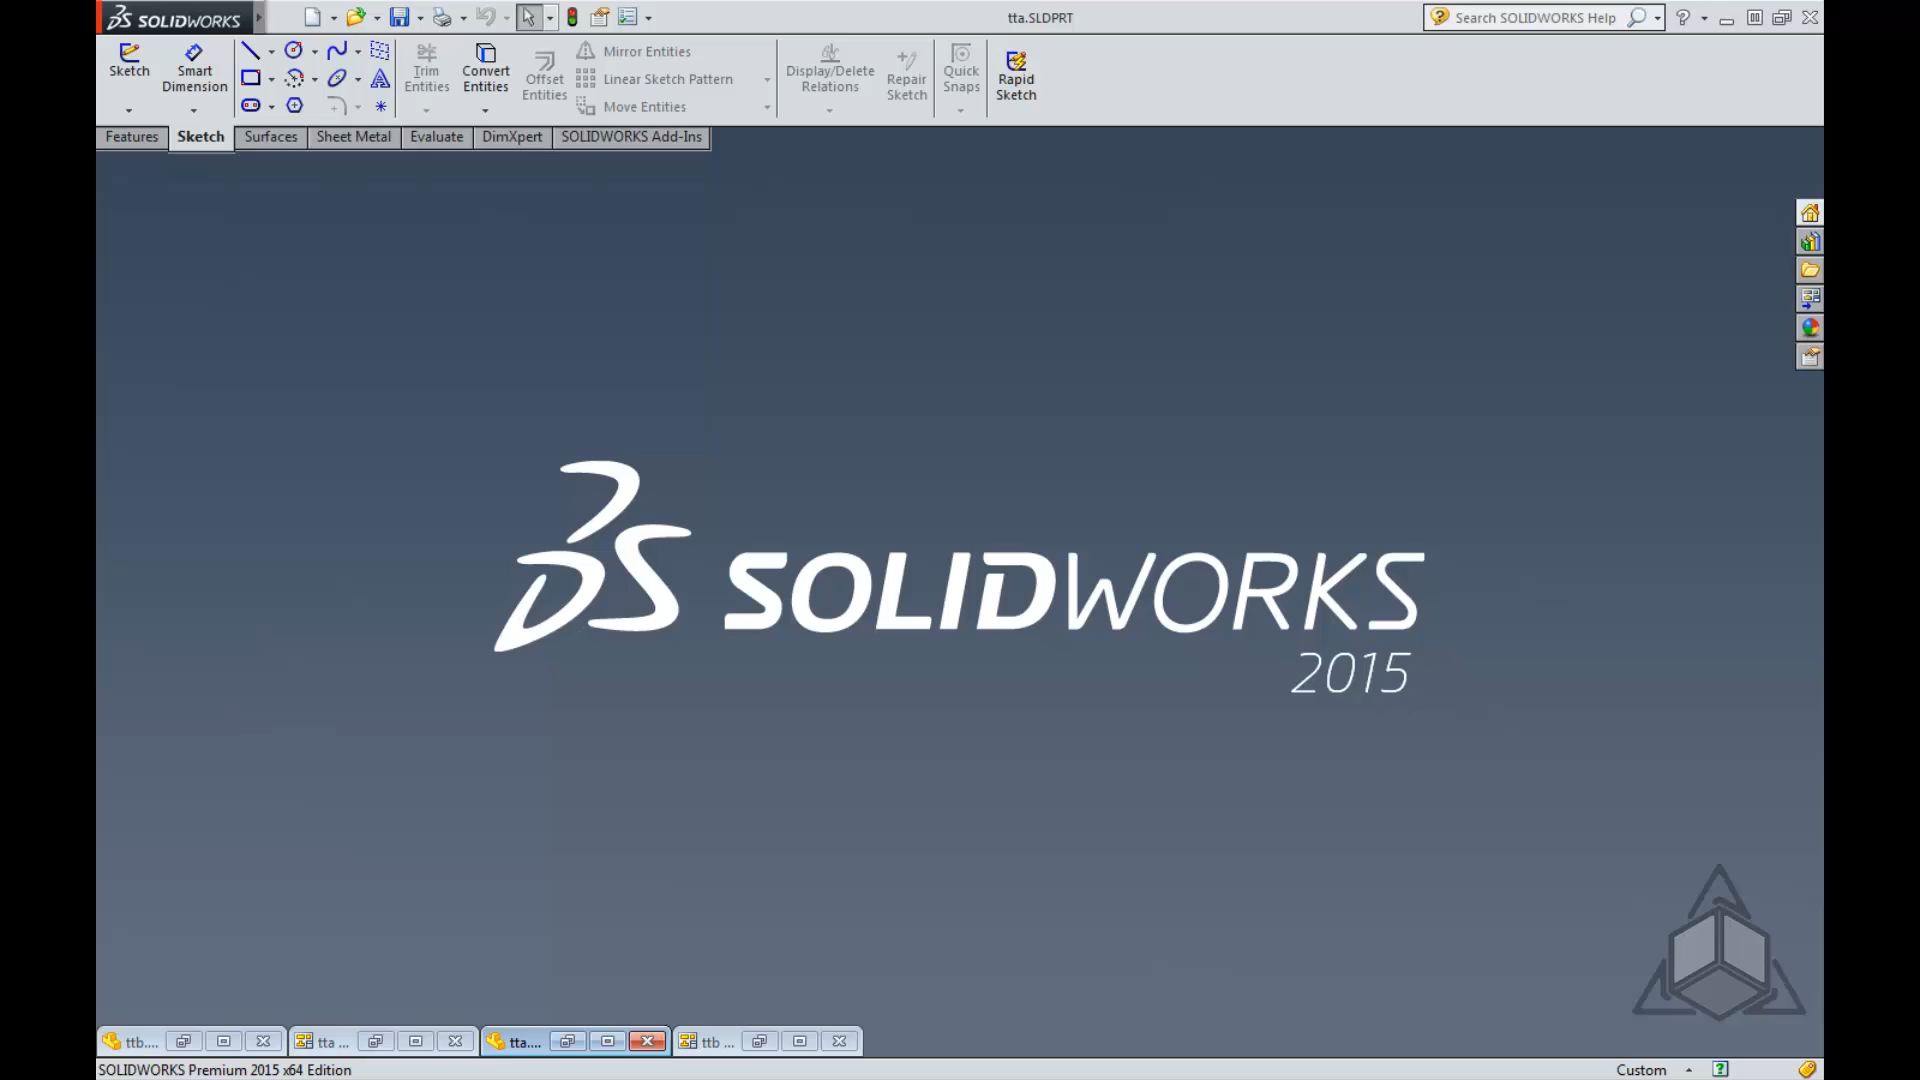 SOLIDWORKS
tta.SLDPRT
Search SOLIDWORKS Help
Sketch
Smart Dimension
Trim Entities
Convert Entities
Offset Entities
Mirror Entities
Linear Sketch Pattern
Move Entities
Display/Delete Relations
Repair Sketch
Quick Snaps
Rapid Sketch
Features
Sketch
Surfaces
Sheet Metal
Evaluate
DimXpert
SOLIDWORKS Add-Ins
SOLIDWORKS
2015
ttb....
tta ...
tta....
ttb ...
SOLIDWORKS Premium 2015 x64 Edition
Custom